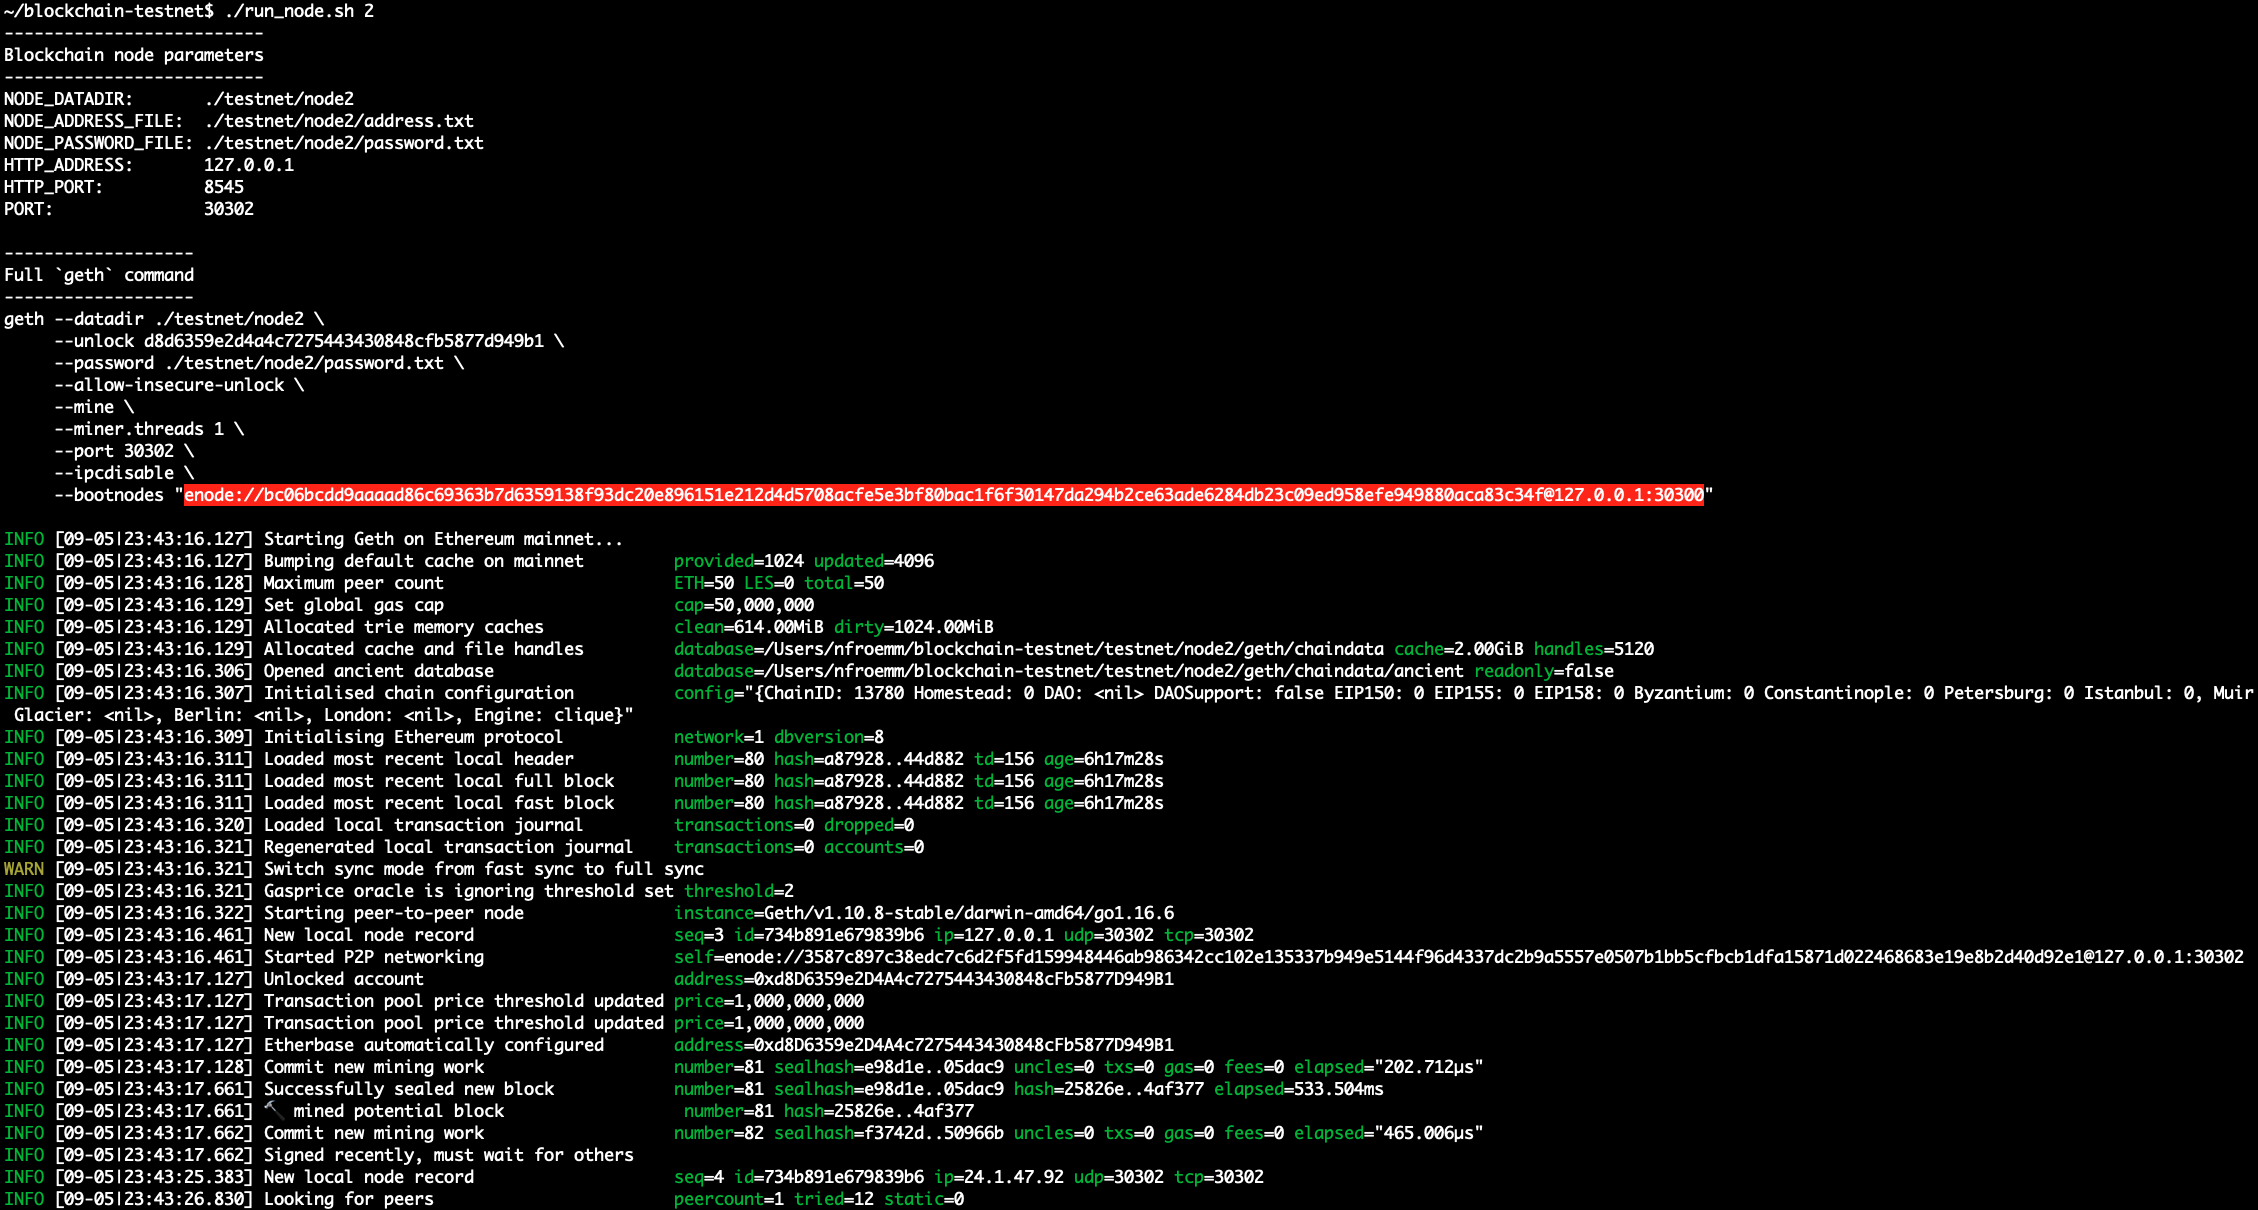 ~/blockchain-testnet$ ./run_node.sh 2
--------------------------
Blockchain node parameters
--------------------------
NODE_DATADIR:       ./testnet/node2
NODE_ADDRESS_FILE:  ./testnet/node2/address.txt
NODE_PASSWORD_FILE: ./testnet/node2/password.txt
HTTP_ADDRESS:       127.0.0.1
HTTP_PORT:          8545
PORT:               30302
-------------------
Full `geth` command
-------------------
geth --datadir ./testnet/node2 \
     --unlock d8d6359e2d4a4c7275443430848cfb5877d949b1 \
     --password ./testnet/node2/password.txt \
     --allow-insecure-unlock \
     --mine \
     --miner.threads 1 \
     --port 30302 \
     --ipcdisable \
     --bootnodes "enode://bc06bcdd9aaaad86c69363b7d6359138f93dc20e896151e212d4d5708acfe5e3bf80bac1f6f30147da294b2ce63ade6284db23c09ed958efe949880aca83c34f@127.0.0.1:30300"
INFO [09-05|23:43:16.127] Starting Geth on Ethereum mainnet...
INFO [09-05|23:43:16.127] Bumping default cache on mainnet         provided=1024 updated=4096
INFO [09-05|23:43:16.128] Maximum peer count                       ETH=50 LES=0 total=50
INFO [09-05|23:43:16.129] Set global gas cap                       cap=50,000,000
INFO [09-05|23:43:16.129] Allocated trie memory caches             clean=614.00MiB dirty=1024.00MiB
INFO [09-05|23:43:16.129] Allocated cache and file handles         database=/Users/nfroemm/blockchain-testnet/testnet/node2/geth/chaindata cache=2.00GiB handles=5120
INFO [09-05|23:43:16.306] Opened ancient database                  database=/Users/nfroemm/blockchain-testnet/testnet/node2/geth/chaindata/ancient readonly=false
INFO [09-05|23:43:16.307] Initialised chain configuration          config="{ChainID: 13780 Homestead: 0 DAO: <nil> DAOSupport: false EIP150: 0 EIP155: 0 EIP158: 0 Byzantium: 0 Constantinople: 0 Petersburg: 0 Istanbul: 0, Muir
 Glacier: <nil>, Berlin: <nil>, London: <nil>, Engine: clique}"
INFO [09-05|23:43:16.309] Initialising Ethereum protocol           network=1 dbversion=8
INFO [09-05|23:43:16.311] Loaded most recent local header          number=80 hash=a87928..44d882 td=156 age=6h17m28s
INFO [09-05|23:43:16.311] Loaded most recent local full block      number=80 hash=a87928..44d882 td=156 age=6h17m28s
INFO [09-05|23:43:16.311] Loaded most recent local fast block      number=80 hash=a87928..44d882 td=156 age=6h17m28s
INFO [09-05|23:43:16.320] Loaded local transaction journal         transactions=0 dropped=0
INFO [09-05|23:43:16.321] Regenerated local transaction journal    transactions=0 accounts=0
WARN [09-05|23:43:16.321] Switch sync mode from fast sync to full sync
INFO [09-05|23:43:16.321] Gasprice oracle is ignoring threshold set threshold=2
INFO [09-05|23:43:16.322] Starting peer-to-peer node               instance=Geth/v1.10.8-stable/darwin-amd64/go1.16.6
INFO [09-05|23:43:16.461] New local node record                    seq=3 id=734b891e679839b6 ip=127.0.0.1 udp=30302 tcp=30302
INFO [09-05|23:43:16.461] Started P2P networking                   self=enode://3587c897c38edc7c6d2f5fd159948446ab986342cc102e135337b949e5144f96d4337dc2b9a5557e0507b1bb5cfbcb1dfa15871d022468683e19e8b2d40d92e1@127.0.0.1:30302
INFO [09-05|23:43:17.127] Unlocked account                         address=0xd8D6359e2D4A4c7275443430848cFb5877D949B1
INFO [09-05|23:43:17.127] Transaction pool price threshold updated price=1,000,000,000
INFO [09-05|23:43:17.127] Transaction pool price threshold updated price=1,000,000,000
INFO [09-05|23:43:17.127] Etherbase automatically configured       address=0xd8D6359e2D4A4c7275443430848cFb5877D949B1
INFO [09-05|23:43:17.128] Commit new mining work                   number=81 sealhash=e98d1e..05dac9 uncles=0 txs=0 gas=0 fees=0 elapsed="202.712µs"
INFO [09-05|23:43:17.661] Successfully sealed new block            number=81 sealhash=e98d1e..05dac9 hash=25826e..4af377 elapsed=533.504ms
INFO [09-05|23:43:17.661] 🔨 mined potential block                  number=81 hash=25826e..4af377
INFO [09-05|23:43:17.662] Commit new mining work                   number=82 sealhash=f3742d..50966b uncles=0 txs=0 gas=0 fees=0 elapsed="465.006µs"
INFO [09-05|23:43:17.662] Signed recently, must wait for others
INFO [09-05|23:43:25.383] New local node record                    seq=4 id=734b891e679839b6 ip=24.1.47.92 udp=30302 tcp=30302
INFO [09-05|23:43:26.830] Looking for peers                        peercount=1 tried=12 static=0